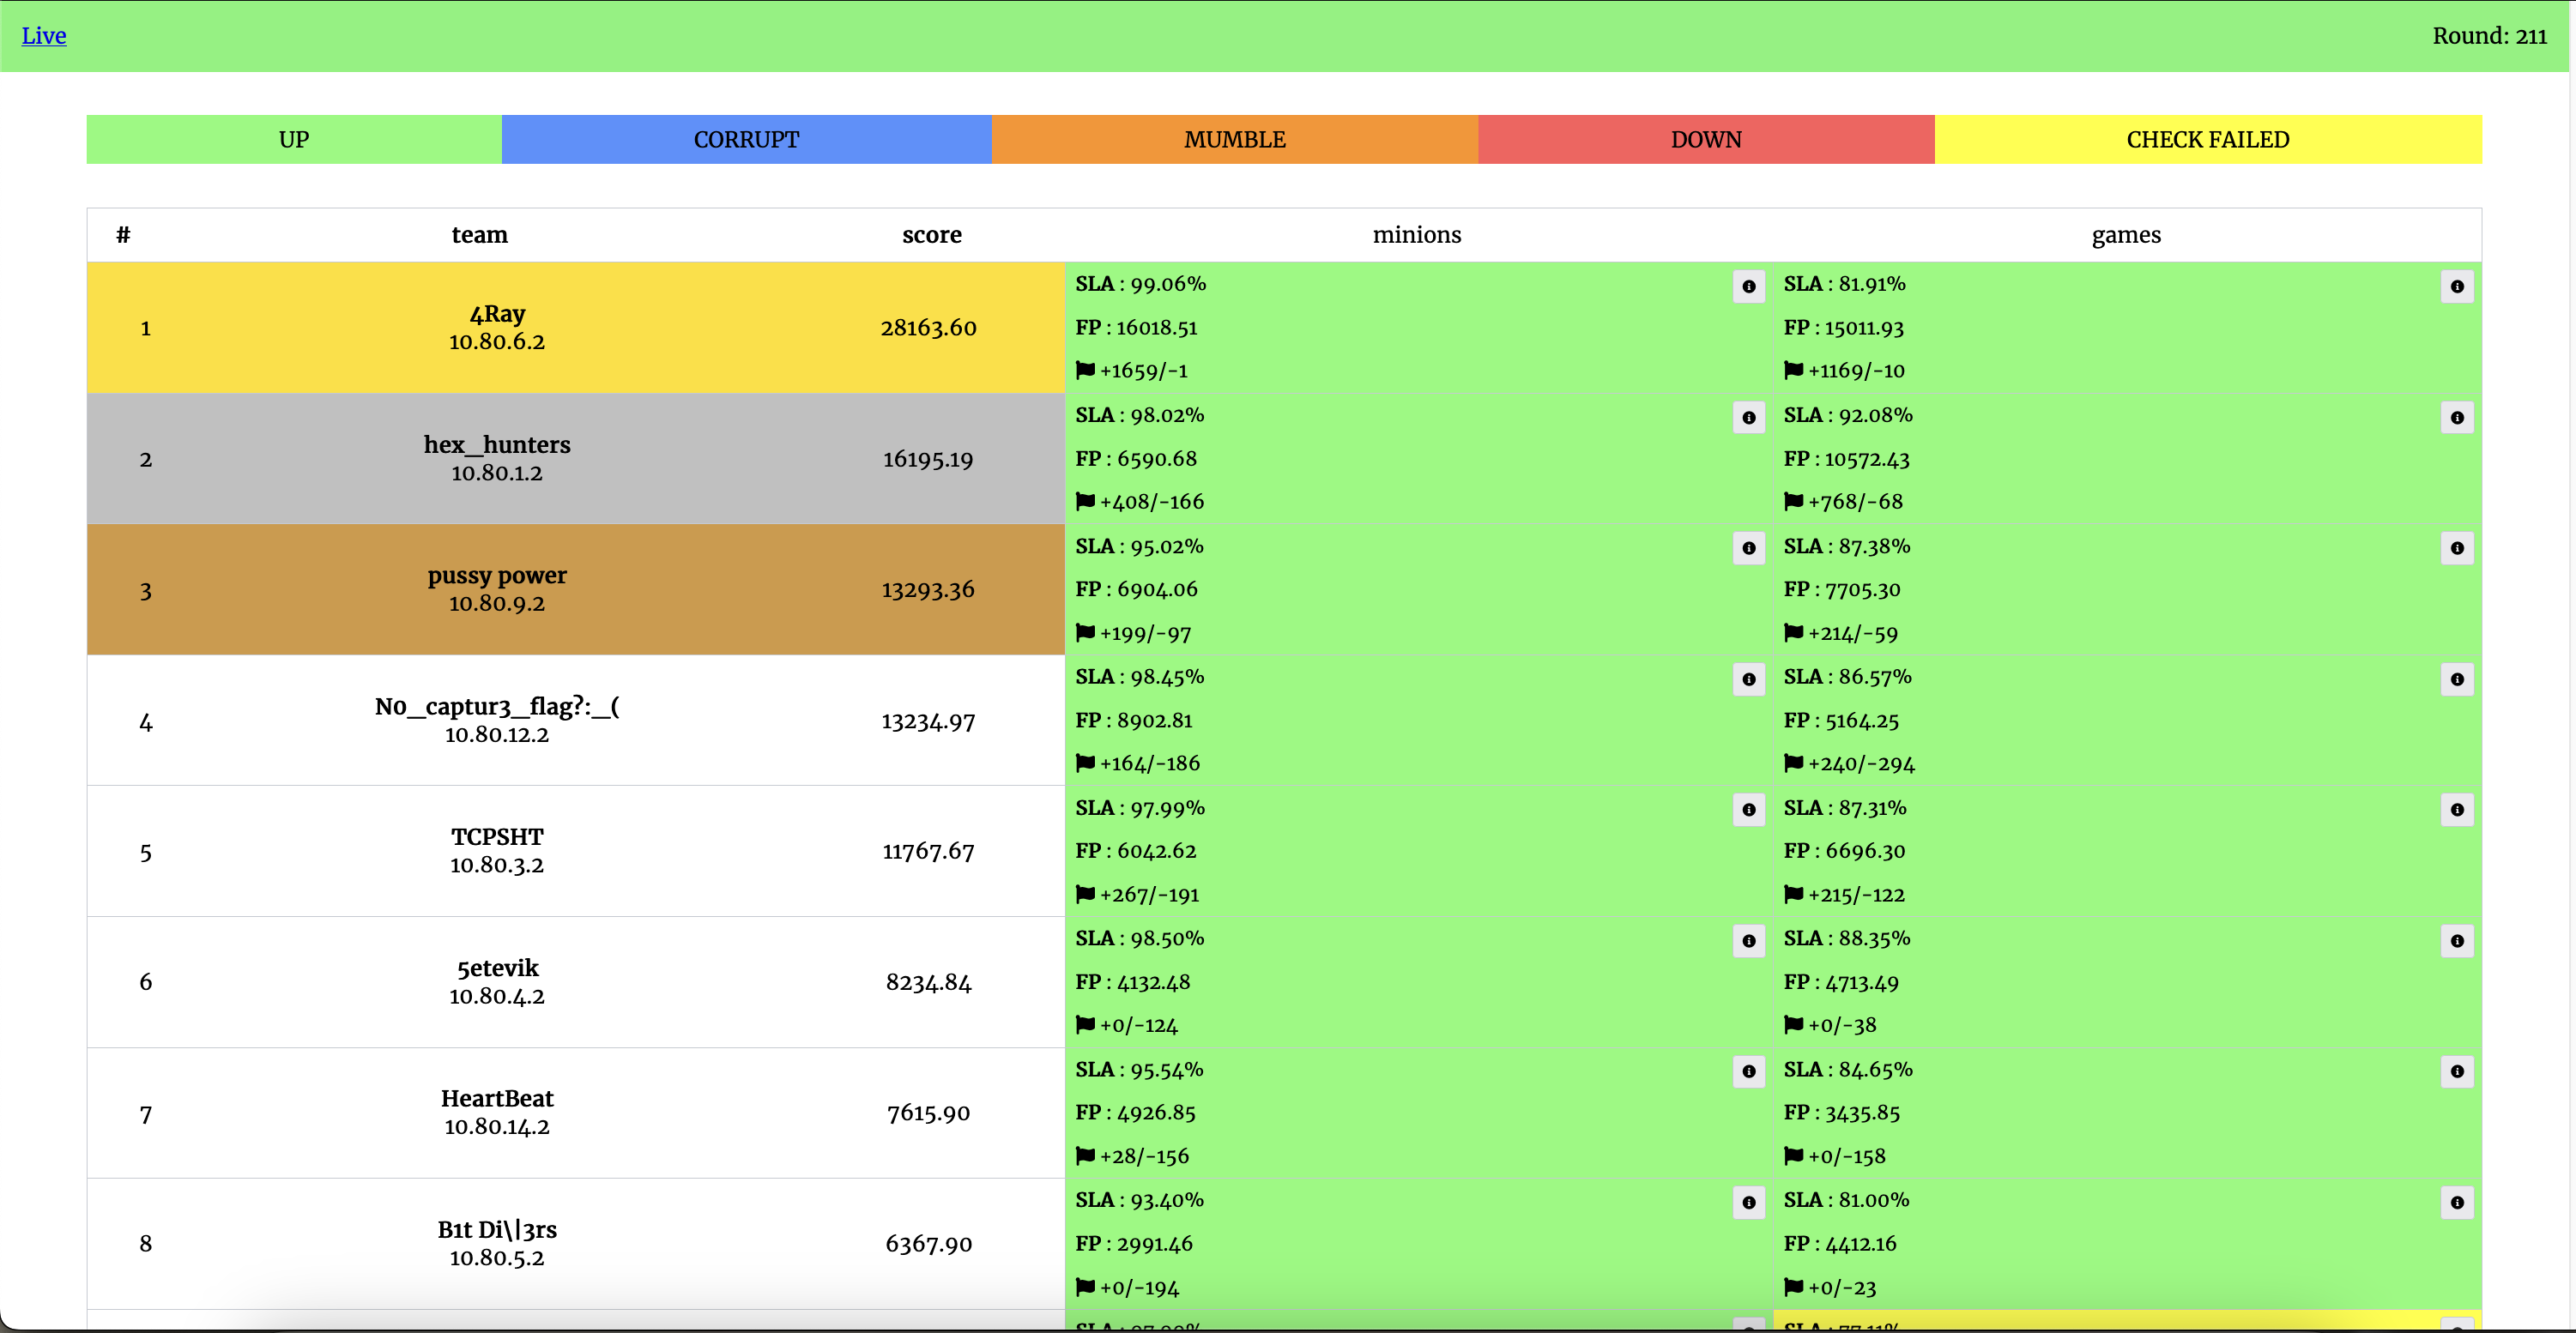 Live
Round: 211
UP CORRUPT MUMBLE DOWN CHECK FAILED
# team score minions games
1
4Ray
10.80.6.2
28163.60
SLA : 99.06%
FP : 16018.51
+1659/-1
SLA : 81.91%
FP : 15011.93
+1169/-10
2
hex_hunters
10.80.1.2
16195.19
SLA : 98.02%
FP : 6590.68
+408/-166
SLA : 92.08%
FP : 10572.43
+768/-68
3
pussy power
10.80.9.2
13293.36
SLA : 95.02%
FP : 6904.06
+199/-97
SLA : 87.38%
FP : 7705.30
+214/-59
4
N0_captur3_flag?:_(
10.80.12.2
13234.97
SLA : 98.45%
FP : 8902.81
+164/-186
SLA : 86.57%
FP : 5164.25
+240/-294
5
TCPSHT
10.80.3.2
11767.67
SLA : 97.99%
FP : 6042.62
+267/-191
SLA : 87.31%
FP : 6696.30
+215/-122
6
5etevik
10.80.4.2
8234.84
SLA : 98.50%
FP : 4132.48
+0/-124
SLA : 88.35%
FP : 4713.49
+0/-38
7
HeartBeat
10.80.14.2
7615.90
SLA : 95.54%
FP : 4926.85
+28/-156
SLA : 84.65%
FP : 3435.85
+0/-158
8
B1t Di\|3rs
10.80.5.2
6367.90
SLA : 93.40%
FP : 2991.46
+0/-194
SLA : 81.00%
FP : 4412.16
+0/-23
SLA :
SLA : 77.11%